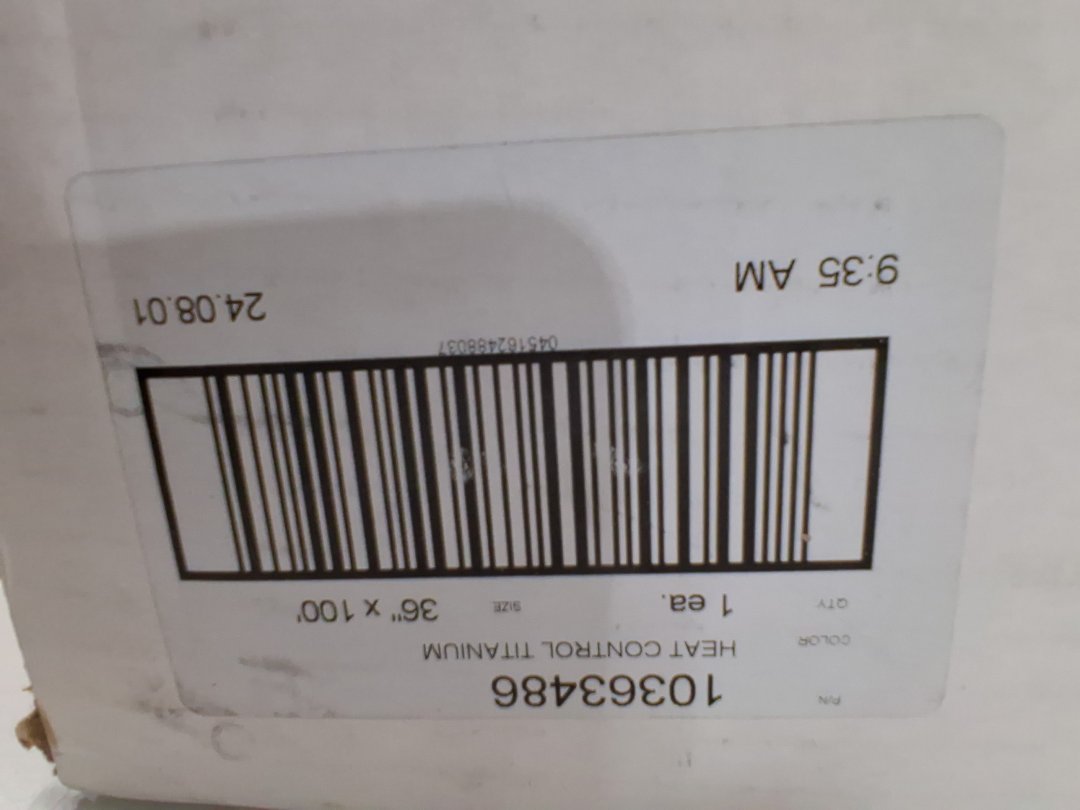 P/N 10363486
COLOR HEAT CONTROL TITANIUM
QTY 1 ea. SIZE 36" x 100'
045162488037
24.08.01
9:35 AM